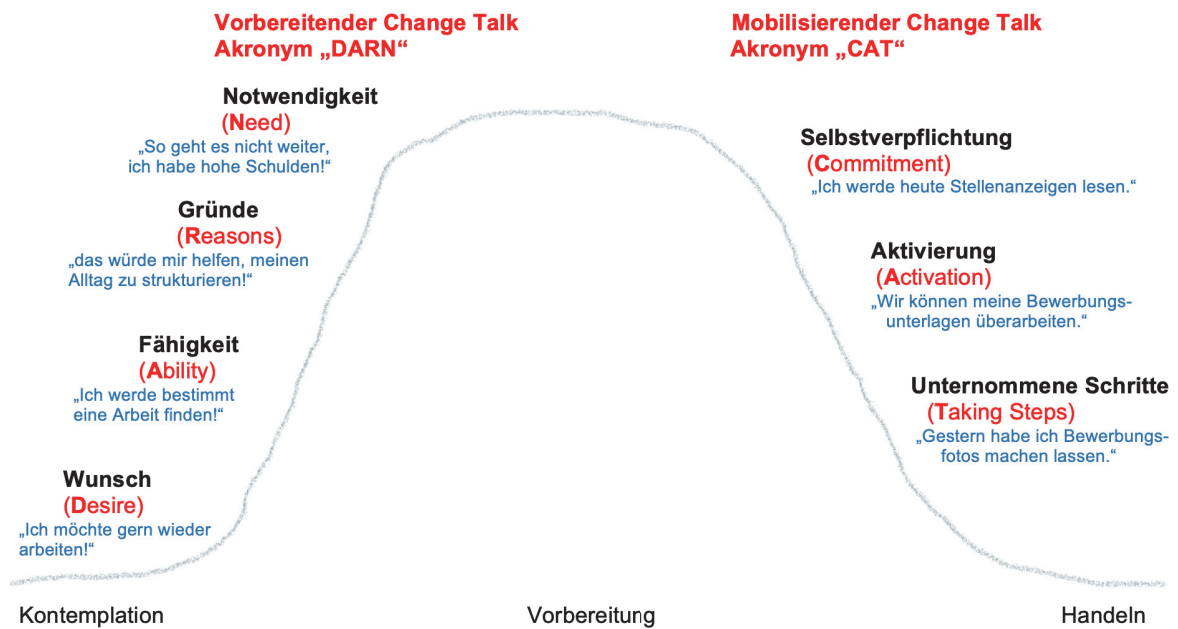 Vorbereitender Change Talk
Akronym „DARN“
Notwendigkeit
(Need)
„So geht es nicht weiter,
ich habe hohe Schulden!“
Gründe
(Reasons)
„das würde mir helfen, meinen
Alltag zu strukturieren!“
Fähigkeit
(Ability)
„Ich werde bestimmt
eine Arbeit finden!“
Wunsch
(Desire)
„Ich möchte gern wieder
arbeiten!“
Mobilisierender Change Talk
Akronym „CAT“
Selbstverpflichtung
(Commitment)
„Ich werde heute Stellenanzeigen lesen.“
Aktivierung
(Activation)
„Wir können meine Bewerbungs-
unterlagen überarbeiten.“
Unternommene Schritte
(Taking Steps)
„Gestern habe ich Bewerbungs-
fotos machen lassen.“
Kontemplation
Vorbereitung
Handeln